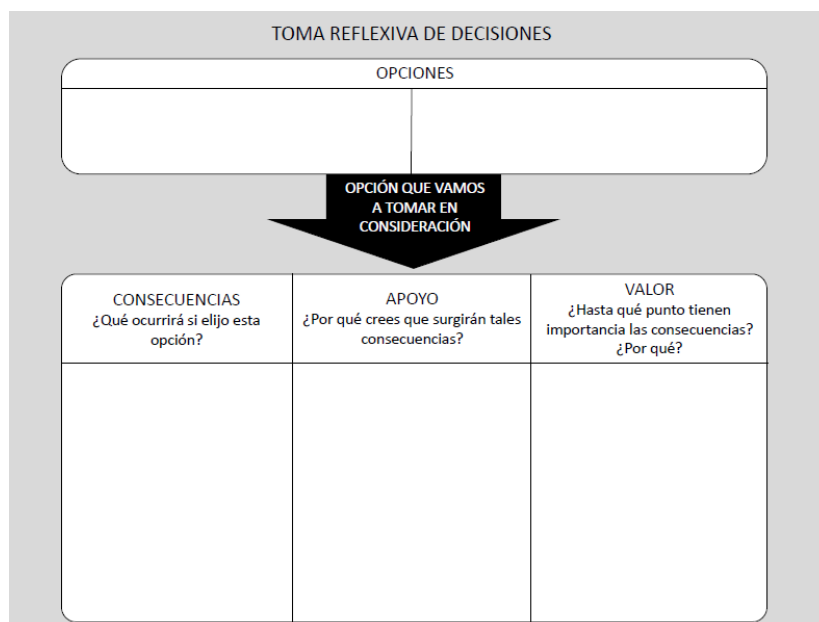 TOMA REFLEXIVA DE DECISIONES
OPCIONES
OPCIÓN QUE VAMOS
A TOMAR EN
CONSIDERACIÓN
CONSECUENCIAS
¿Qué ocurrirá si elijo esta
opción?
APOYO
¿Por qué crees que surgirán tales
consecuencias?
VALOR
¿Hasta qué punto tienen
importancia las consecuencias?
¿Por qué?